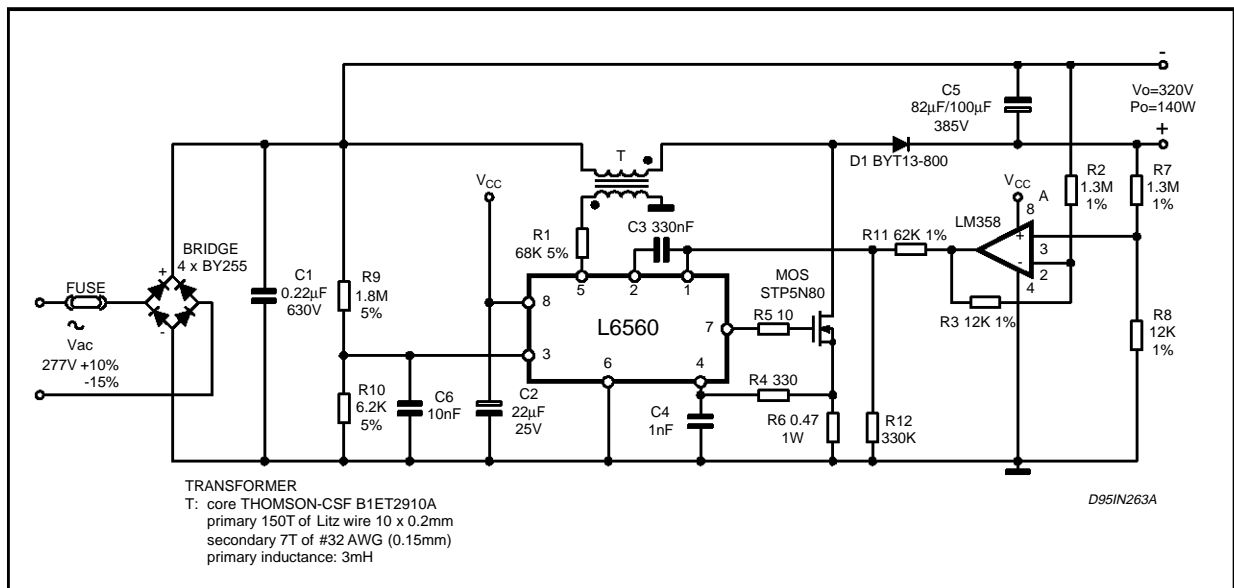 -
C5
82μF/100μF
385V
Vo=320V
Po=140W
+
T
D1 BYT13-800
VCC
VCC
8 A
R2
1.3M
1%
R7
1.3M
1%
C3 330nF
LM358
R1
68K 5%
R11 62K 1%
+
3
BRIDGE
4 x BY255
MOS
STP5N80
-
2
4
FUSE
+
C1
0.22μF
630V
R9
1.8M
5%
5
2
1
8
L6560
7
R5 10
R3 12K 1%
R8
12K
1%
Vac
277V +10%
-15%
-
3
6
4
R10
6.2K
5%
C6
10nF
C2
22μF
25V
R4 330
C4
1nF
R6 0.47
1W
R12
330K
TRANSFORMER
T: core THOMSON-CSF B1ET2910A
primary 150T of Litz wire 10 x 0.2mm
secondary 7T of #32 AWG (0.15mm)
primary inductance: 3mH
D95IN263A